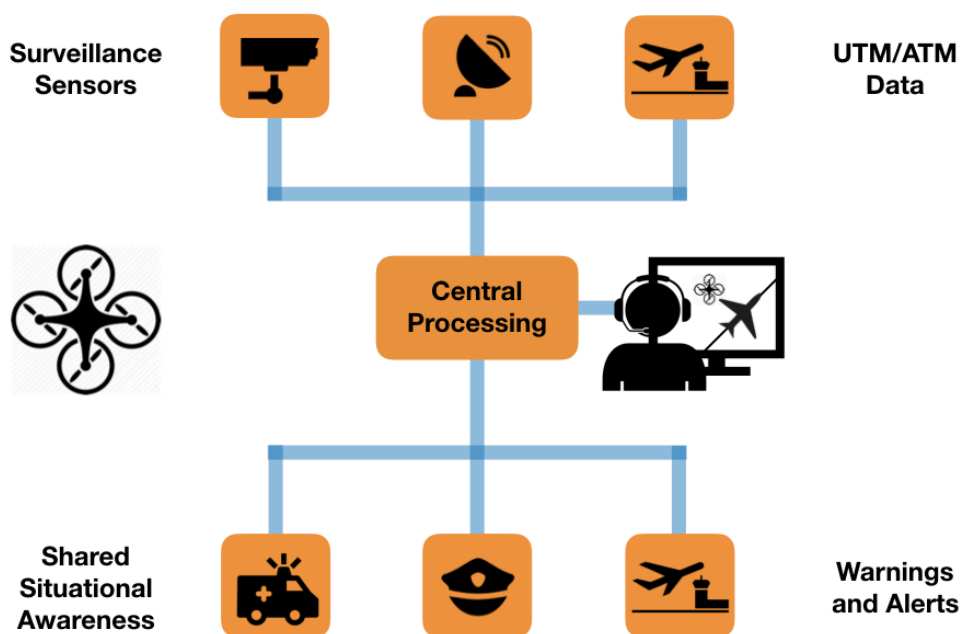 Surveillance
Sensors
UTM/ATM
Data
Central
Processing
Shared
Situational
Awareness
Warnings
and Alerts